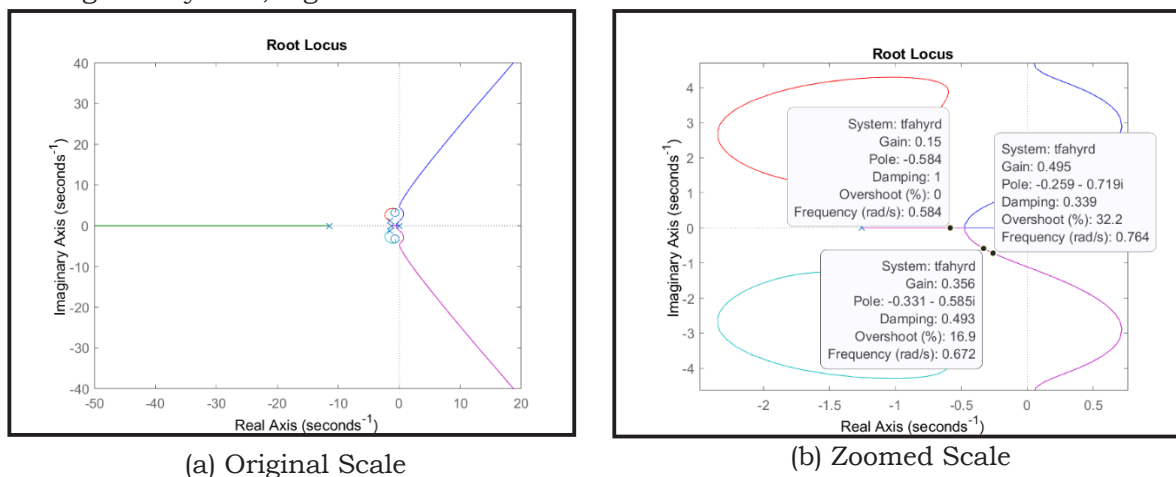 Root Locus
40
30
20
10
0
-10
-20
-30
-40
-50
-40
-30
-20
-10
0
10
20
Imaginary Axis (seconds⁻¹)
Real Axis (seconds⁻¹)
(a) Original Scale
Root Locus
4
3
2
1
0
-1
-2
-3
-4
-2
-1.5
-1
-0.5
0
0.5
Imaginary Axis (seconds⁻¹)
Real Axis (seconds⁻¹)
System: tfahyrd
Gain: 0.15
Pole: -0.584
Damping: 1
Overshoot (%): 0
Frequency (rad/s): 0.584
System: tfahyrd
Gain: 0.495
Pole: -0.259 - 0.719i
Damping: 0.339
Overshoot (%): 32.2
Frequency (rad/s): 0.764
System: tfahyrd
Gain: 0.356
Pole: -0.331 - 0.585i
Damping: 0.493
Overshoot (%): 16.9
Frequency (rad/s): 0.672
(b) Zoomed Scale